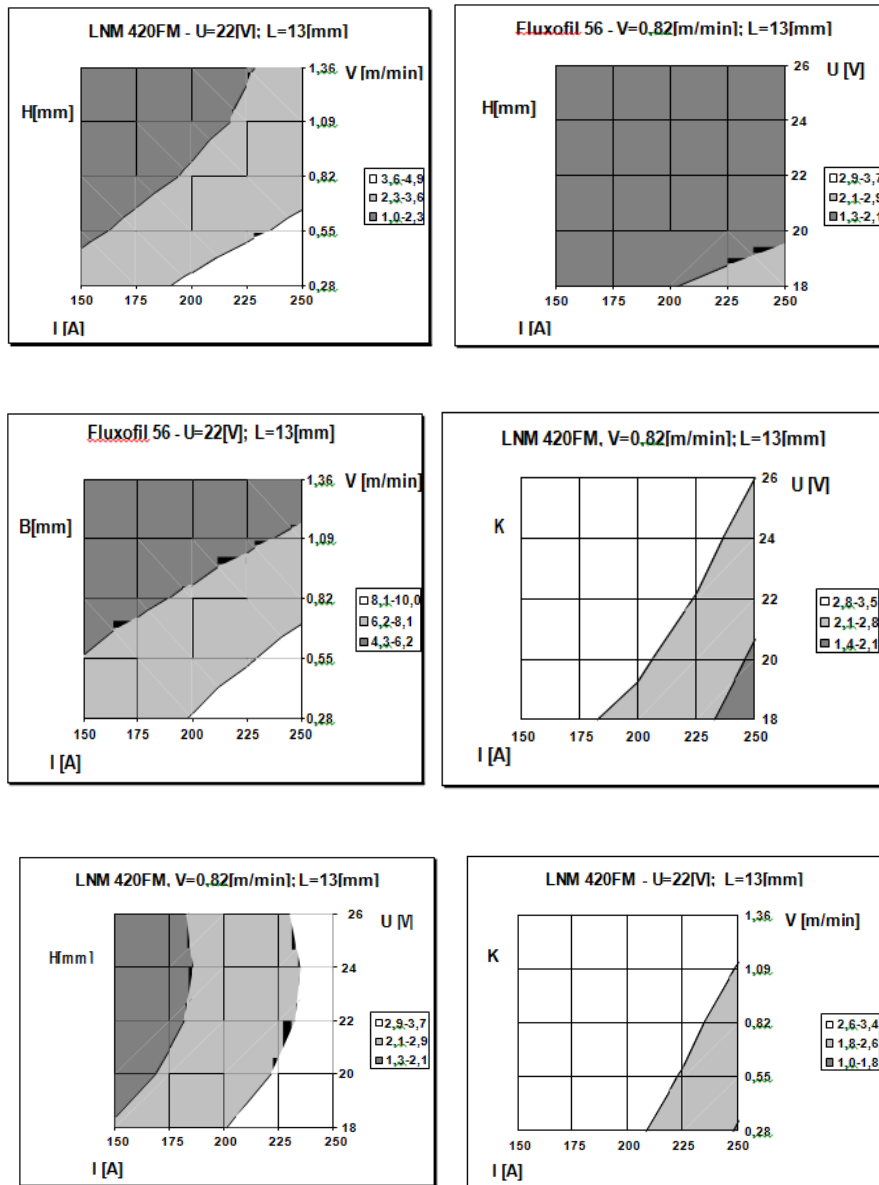 LNM 420FM - U=22[V]; L=13[mm]
H[mm]
V [m/min]
1,36
1,09
0,82
0,55
0,28
150 175 200 225 250
I [A]
3,6-4,9
2,3-3,6
1,0-2,3
Fluxofil 56 - V=0,82[m/min]; L=13[mm]
H[mm]
U [V]
26
24
22
20
18
150 175 200 225 250
I [A]
2,9-3,7
2,1-2,9
1,3-2,1
Fluxofil 56 - U=22[V]; L=13[mm]
B[mm]
V [m/min]
1,36
1,09
0,82
0,55
0,28
150 175 200 225 250
I [A]
8,1-10,0
6,2-8,1
4,3-6,2
LNM 420FM, V=0,82[m/min]; L=13[mm]
K
U [V]
26
24
22
20
18
150 175 200 225 250
I [A]
2,8-3,5
2,1-2,8
1,4-2,1
LNM 420FM, V=0,82[m/min]; L=13[mm]
H[mm]
U [V]
26
24
22
20
18
150 175 200 225 250
I [A]
2,9-3,7
2,1-2,9
1,3-2,1
LNM 420FM - U=22[V]; L=13[mm]
K
V [m/min]
1,36
1,09
0,82
0,55
0,28
150 175 200 225 250
I [A]
2,6-3,4
1,8-2,6
1,0-1,8